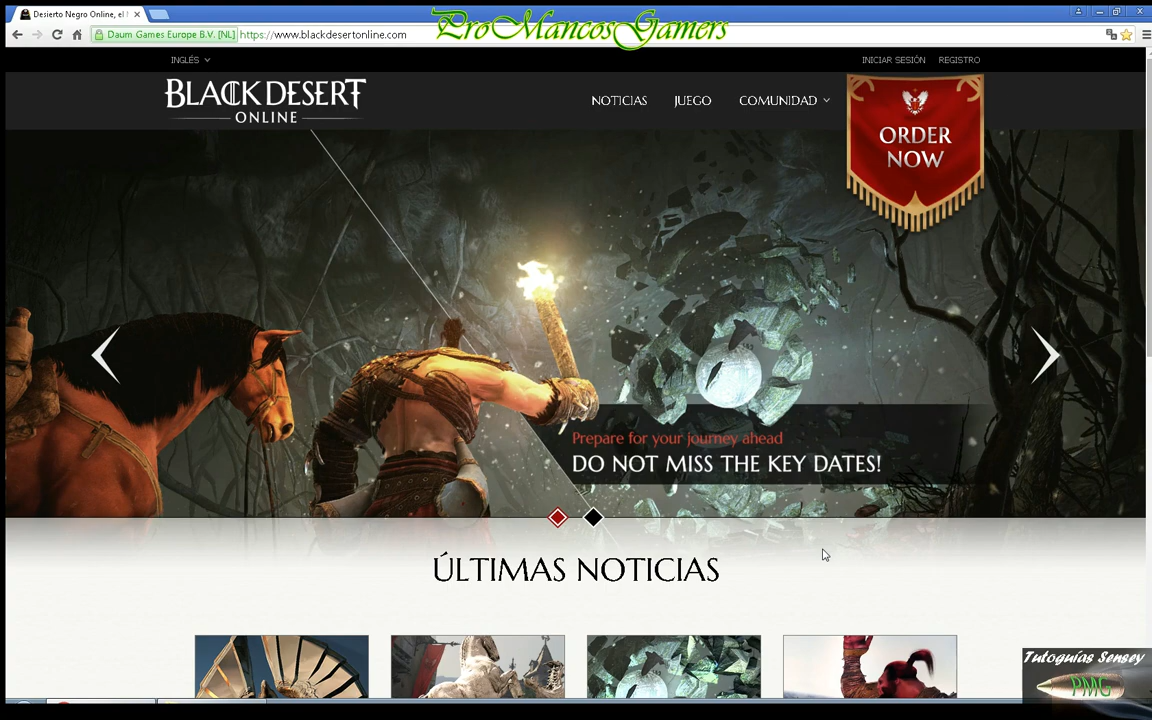 Desierto Negro Online, el M
ProMancosGamers
Daum Games Europe B.V. [NL] https://www.blackdesertonline.com
INGLÉS
INICIAR SESIÓN REGISTRO
BLACK DESERT
ONLINE
NOTICIAS JUEGO COMUNIDAD
ORDER
NOW
Prepare for your journey ahead
DO NOT MISS THE KEY DATES!
ÚLTIMAS NOTICIAS
Tutoguías Sensey
PMG